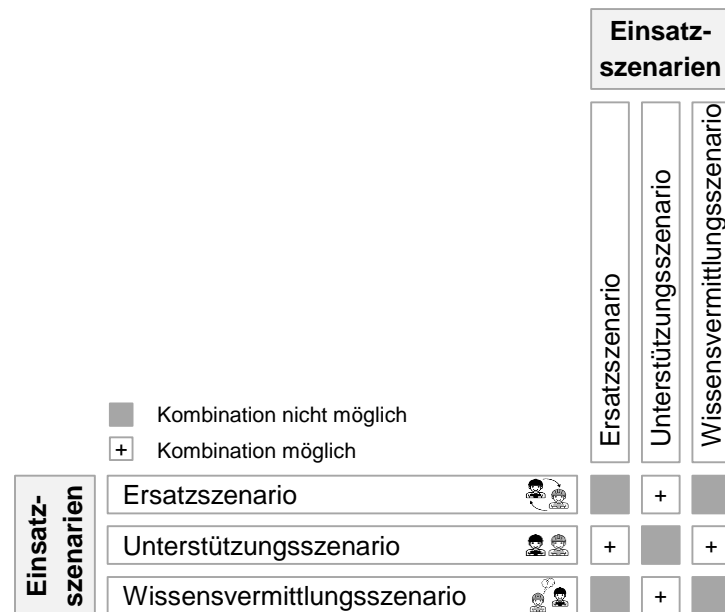 Einsatz-
szenarien
Ersatzszenario
Unterstützungsszenario
Wissensvermittlungsszenario
Kombination nicht möglich
+ Kombination möglich
Einsatz-
szenarien
Ersatzszenario +
Unterstützungsszenario + +
Wissensvermittlungsszenario ? +